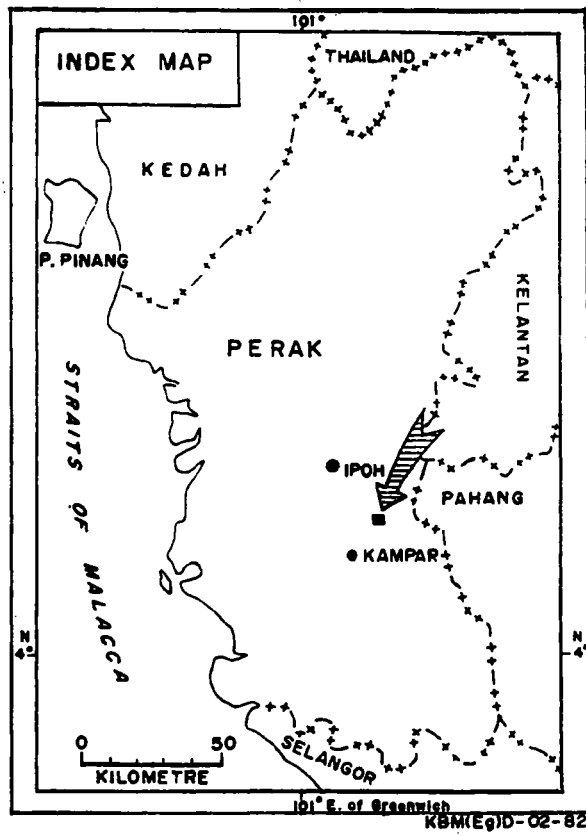 101°
INDEX MAP
THAILAND
KEDAH
P. PINANG
KELANTAN
PERAK
STRAITS OF MALACCA
IPOH
PAHANG
KAMPAR
N
4°
N
4°
0 50
KILOMETRE
SELANGOR
101° E. of Greenwich
KBM(Eg)D-02-82